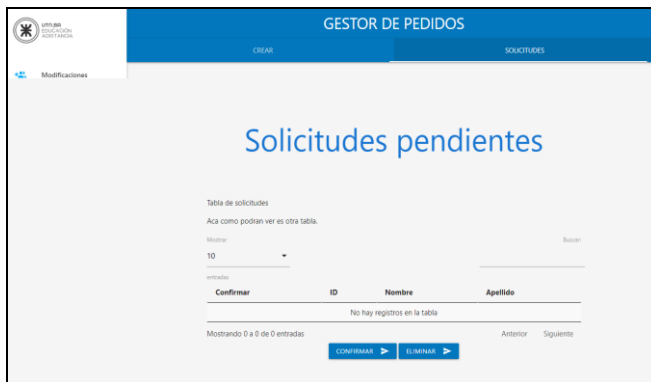 UTN.BA
EDUCACIÓN
A DISTANCIA
GESTOR DE PEDIDOS
CREAR
SOLICITUDES
Modificaciones
Solicitudes pendientes
Tabla de solicitudes
Aca como podran ver es otra tabla.
Mostrar
Buscar:
10
entradas
Confirmar ID Nombre Apellido
No hay registros en la tabla
Mostrando 0 a 0 de 0 entradas
Anterior Siguiente
CONFIRMAR ELIMINAR